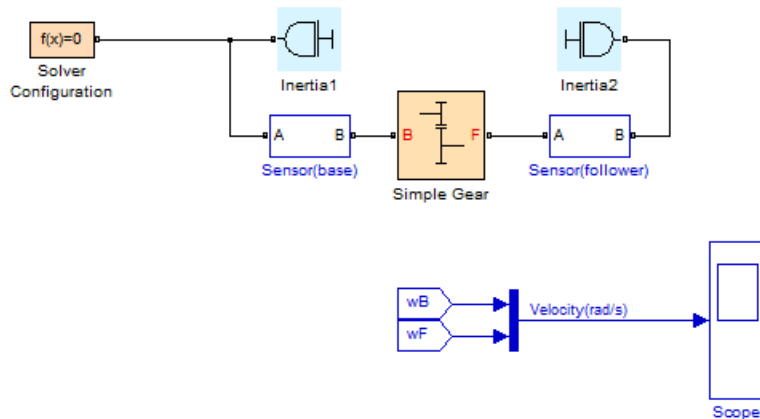 f(x)=0
Solver
Configuration
Inertia1
Inertia2
A B
Sensor(base)
B F
Simple Gear
A B
Sensor(follower)
wB
wF
Velocity(rad/s)
Scope